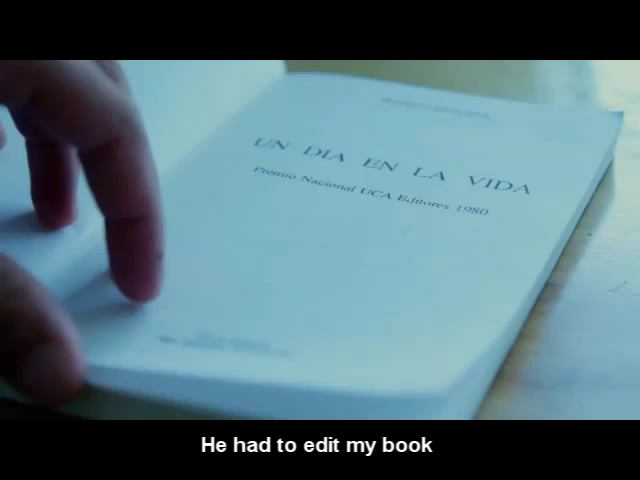 UN DIA EN LA VIDA
Premio Nacional UCA Editores 1980
He had to edit my book